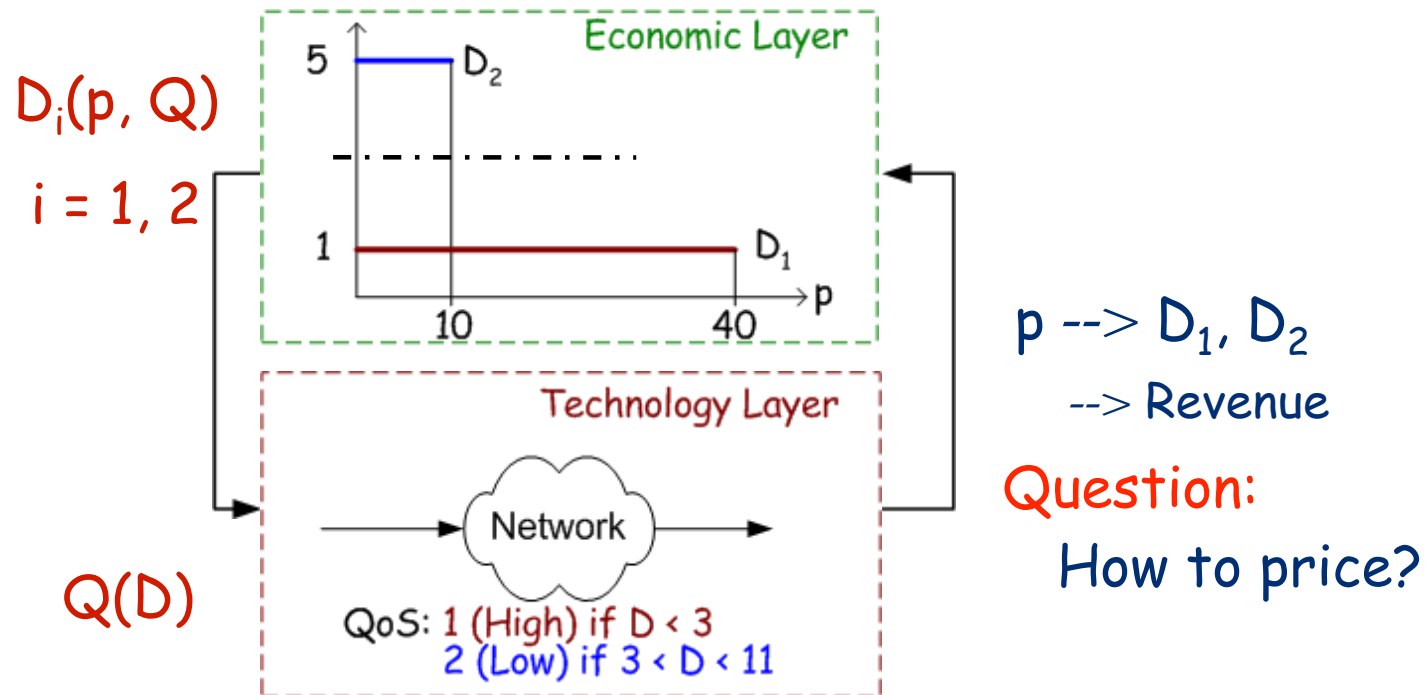 Economic Layer
5
D₂
Dᵢ(p, Q)
i = 1, 2
1
D₁
p
10
40
p --> D₁, D₂
--> Revenue
Technology Layer
Question:
Network
How to price?
Q(D)
QoS: 1 (High) if D < 3
2 (Low) if 3 < D < 11